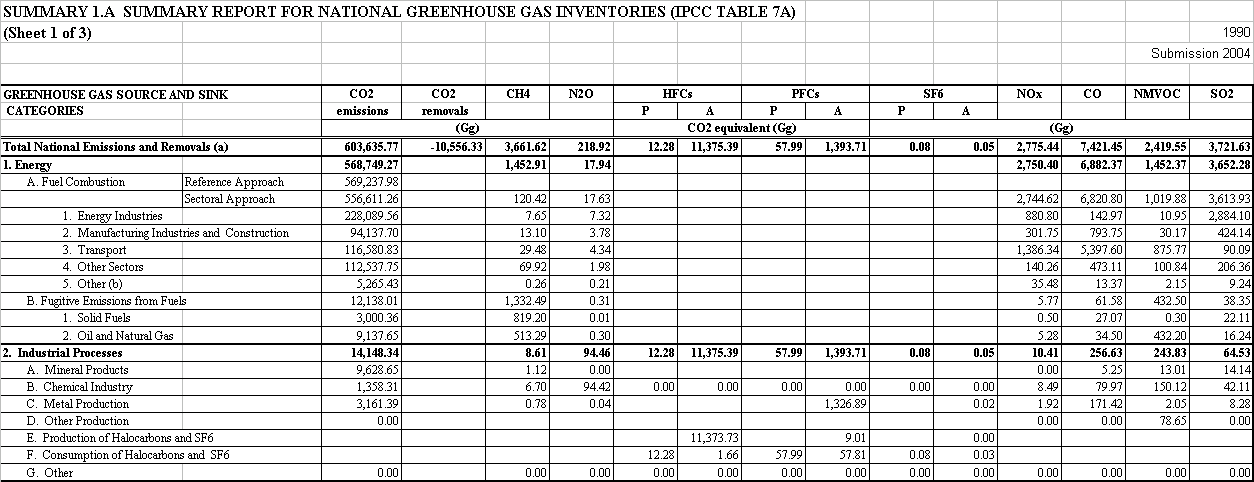 SUMMARY 1.A SUMMARY REPORT FOR NATIONAL GREENHOUSE GAS INVENTORIES (IPCC TABLE 7A)
(Sheet 1 of 3) 1990
Submission 2004
GREENHOUSE GAS SOURCE AND SINK CO2 CO2 CH4 N2O HFCs PFCs SF6 NOx CO NMVOC SO2
CATEGORIES emissions removals P A P A P A
(Gg) CO2 equivalent (Gg) (Gg)
Total National Emissions and Removals (a) 603,635.77 -10,556.33 3,661.62 218.92 12.28 11,375.39 57.99 1,393.71 0.08 0.05 2,775.44 7,421.45 2,419.55 3,721.63
1. Energy 568,749.27 1,452.91 17.94 2,750.40 6,882.37 1,452.37 3,652.28
A. Fuel Combustion Reference Approach 569,237.98
Sectoral Approach 556,611.26 120.42 17.63 2,744.62 6,820.80 1,019.88 3,613.93
1. Energy Industries 228,089.56 7.65 7.32 880.80 142.97 10.95 2,884.10
2. Manufacturing Industries and Construction 94,137.70 13.10 3.78 301.75 793.75 30.17 424.14
3. Transport 116,580.83 29.48 4.34 1,386.34 5,397.60 875.77 90.09
4. Other Sectors 112,537.75 69.92 1.98 140.26 473.11 100.84 206.36
5. Other (b) 5,265.43 0.26 0.21 35.48 13.37 2.15 9.24
B. Fugitive Emissions from Fuels 12,138.01 1,332.49 0.31 5.77 61.58 432.50 38.35
1. Solid Fuels 3,000.36 819.20 0.01 0.50 27.07 0.30 22.11
2. Oil and Natural Gas 9,137.65 513.29 0.30 5.28 34.50 432.20 16.24
2. Industrial Processes 14,148.34 8.61 94.46 12.28 11,375.39 57.99 1,393.71 0.08 0.05 10.41 256.63 243.83 64.53
A. Mineral Products 9,628.65 1.12 0.00 0.00 5.25 13.01 14.14
B. Chemical Industry 1,358.31 6.70 94.42 0.00 0.00 0.00 0.00 0.00 0.00 8.49 79.97 150.12 42.11
C. Metal Production 3,161.39 0.78 0.04 1,326.89 0.02 1.92 171.42 2.05 8.28
D. Other Production 0.00 0.00 0.00 78.65 0.00
E. Production of Halocarbons and SF6 11,373.73 9.01 0.00
F. Consumption of Halocarbons and SF6 12.28 1.66 57.99 57.81 0.08 0.03
G. Other 0.00 0.00 0.00 0.00 0.00 0.00 0.00 0.00 0.00 0.00 0.00 0.00 0.00